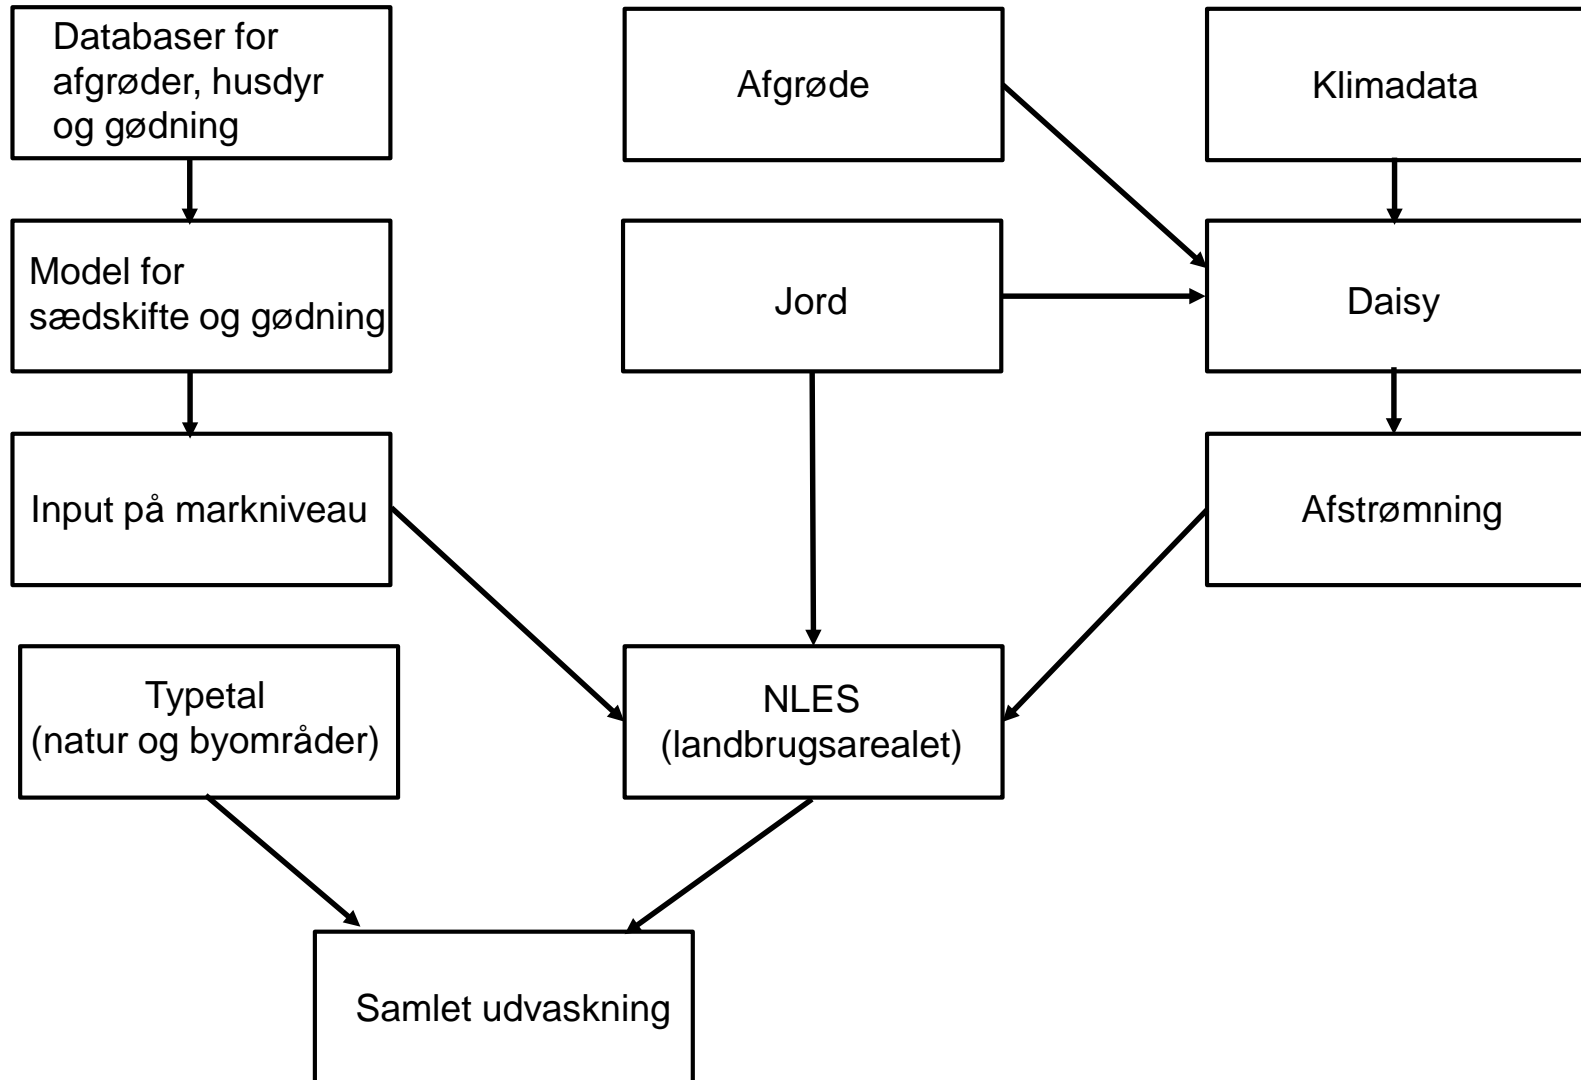 Databaser for
afgrøder, husdyr
og gødning
Afgrøde
Klimadata
Model for
sædskifte og gødning
Jord
Daisy
Input på markniveau
Afstrømning
Typetal
(natur og byområder)
NLES
(landbrugsarealet)
Samlet udvaskning